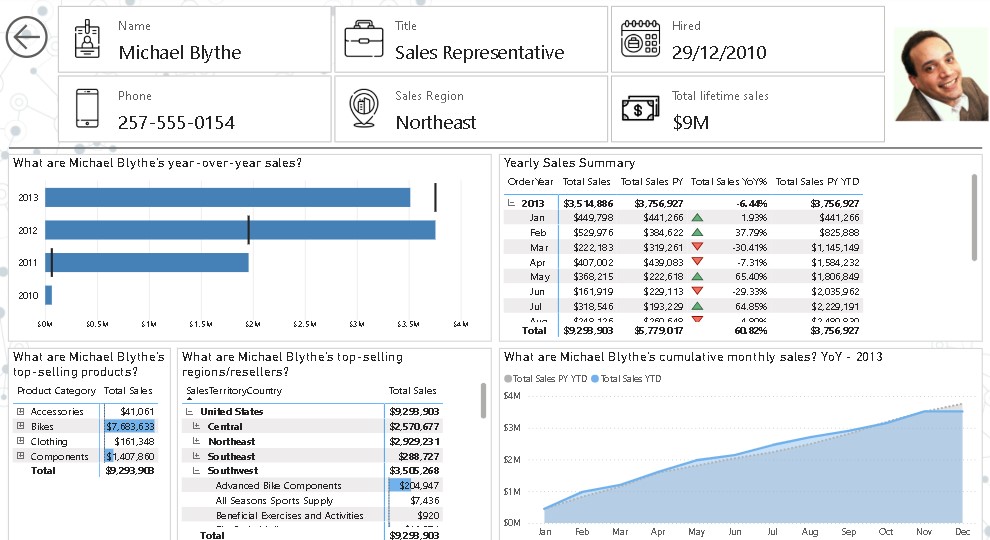 Name
Michael Blythe
Title
Sales Representative
Hired
29/12/2010
Phone
257-555-0154
Sales Region
Northeast
Total lifetime sales
$9M
What are Michael Blythe's year-over-year sales?
2013
2012
2011
2010
$0M $0.5M $1M $1.5M $2M $2.5M $3M $3.5M $4M
Yearly Sales Summary
OrderYear Total Sales Total Sales PY Total Sales YoY% Total Sales PY YTD
2013 $3,514,886 $3,756,927 -6.44% $3,756,927
Jan $449,798 $441,266 1.93% $441,266
Feb $529,976 $384,622 37.79% $825,888
Mar $222,183 $319,261 -30.41% $1,145,149
Apr $407,002 $439,083 -7.31% $1,584,232
May $368,215 $222,618 65.40% $1,806,849
Jun $161,919 $229,113 -29.33% $2,035,962
Jul $318,546 $193,229 64.85% $2,229,191
Total $9,293,903 $5,779,017 60.82% $3,756,927
What are Michael Blythe's
top-selling products?
Product Category Total Sales
Accessories $41,061
Bikes $7,683,633
Clothing $161,348
Components $1,407,860
Total $9,293,903
What are Michael Blythe's top-selling
regions/resellers?
SalesTerritoryCountry Total Sales
United States $9,293,903
Central $2,570,677
Northeast $2,929,231
Southeast $288,727
Southwest $3,505,268
Advanced Bike Components $204,947
All Seasons Sports Supply $7,436
Beneficial Exercises and Activities $920
Total $9,293,903
What are Michael Blythe's cumulative monthly sales? YoY - 2013
Total Sales PY YTD Total Sales YTD
$4M
$3M
$2M
$1M
$0M
Jan Feb Mar Apr May Jun Jul Aug Sep Oct Nov Dec